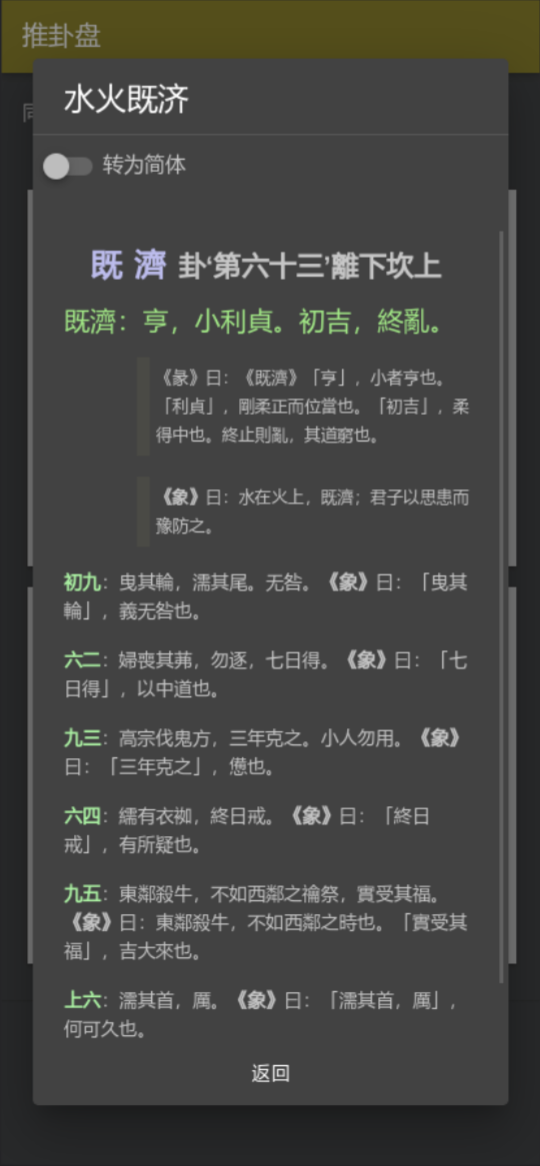 推卦盘
同
水火既济
转为简体
既 濟 卦‘第六十三’離下坎上
既濟：亨，小利貞。初吉，終亂。
《彖》曰：《既濟》「亨」，小者亨也。
「利貞」，剛柔正而位當也。「初吉」，柔
得中也。終止則亂，其道窮也。
《象》曰：水在火上，既濟；君子以思患而
豫防之。
初九：曳其輪，濡其尾。无咎。《象》曰：「曳其
輪」，義无咎也。
六二：婦喪其茀，勿逐，七日得。《象》曰：「七
日得」，以中道也。
九三：高宗伐鬼方，三年克之。小人勿用。《象》
曰：「三年克之」，憊也。
六四：繻有衣袽，終日戒。《象》曰：「終日
戒」，有所疑也。
九五：東鄰殺牛，不如西鄰之禴祭，實受其福。
《象》曰：東鄰殺牛，不如西鄰之時也。「實受其
福」，吉大來也。
上六：濡其首，厲。《象》曰：「濡其首，厲」，
何可久也。
返回